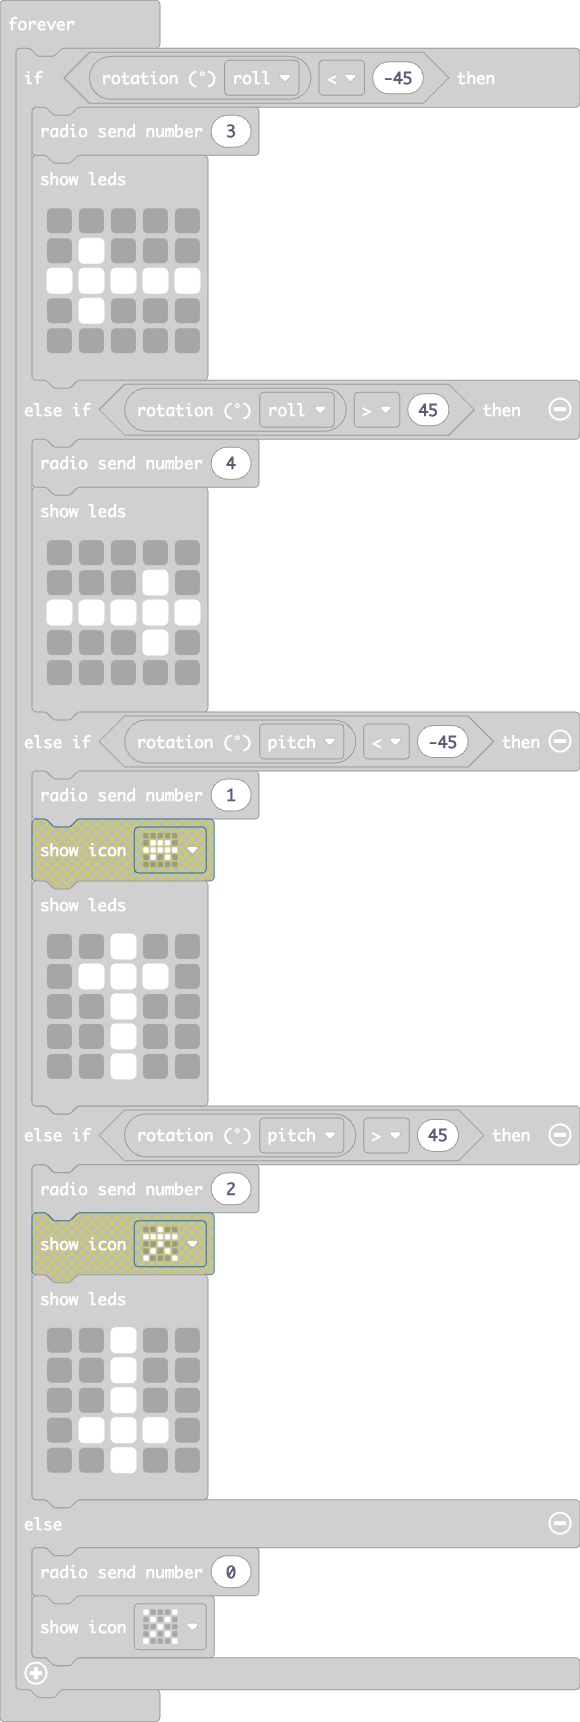 forever
if rotation (°) roll < -45 then
radio send number 3
show leds
else if rotation (°) roll > 45 then
radio send number 4
show leds
else if rotation (°) pitch < -45 then
radio send number 1
show icon
show leds
else if rotation (°) pitch > 45 then
radio send number 2
show icon
show leds
else
radio send number 0
show icon